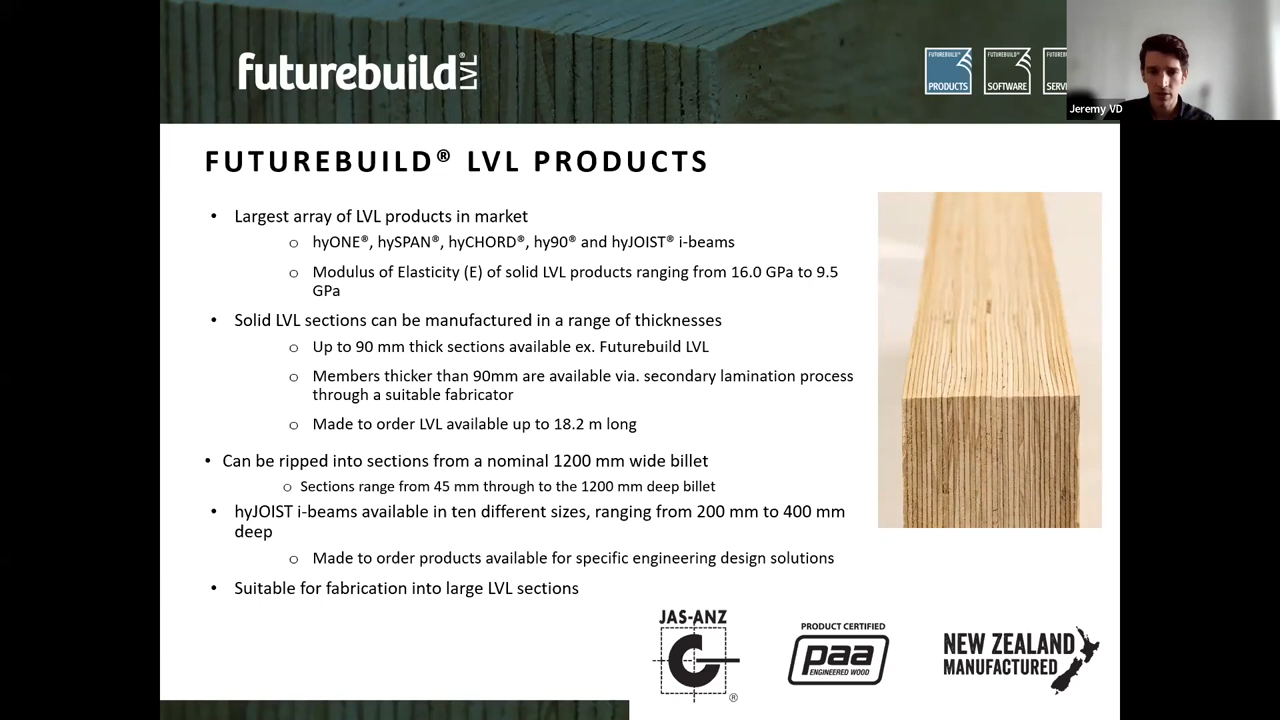 futurebuild LVL®
FUTUREBUILD® PRODUCTS
FUTUREBUILD® SOFTWARE
Jeremy VD
FUTUREBUILD® LVL PRODUCTS
• Largest array of LVL products in market
o hyONE®, hySPAN®, hyCHORD®, hy90® and hyJOIST® i-beams
o Modulus of Elasticity (E) of solid LVL products ranging from 16.0 GPa to 9.5
GPa
• Solid LVL sections can be manufactured in a range of thicknesses
o Up to 90 mm thick sections available ex. Futurebuild LVL
o Members thicker than 90mm are available via. secondary lamination process
through a suitable fabricator
o Made to order LVL available up to 18.2 m long
• Can be ripped into sections from a nominal 1200 mm wide billet
o Sections range from 45 mm through to the 1200 mm deep billet
• hyJOIST i-beams available in ten different sizes, ranging from 200 mm to 400 mm
deep
o Made to order products available for specific engineering design solutions
• Suitable for fabrication into large LVL sections
JAS-ANZ
®
PRODUCT CERTIFIED
paa
ENGINEERED WOOD
NEW ZEALAND
MANUFACTURED